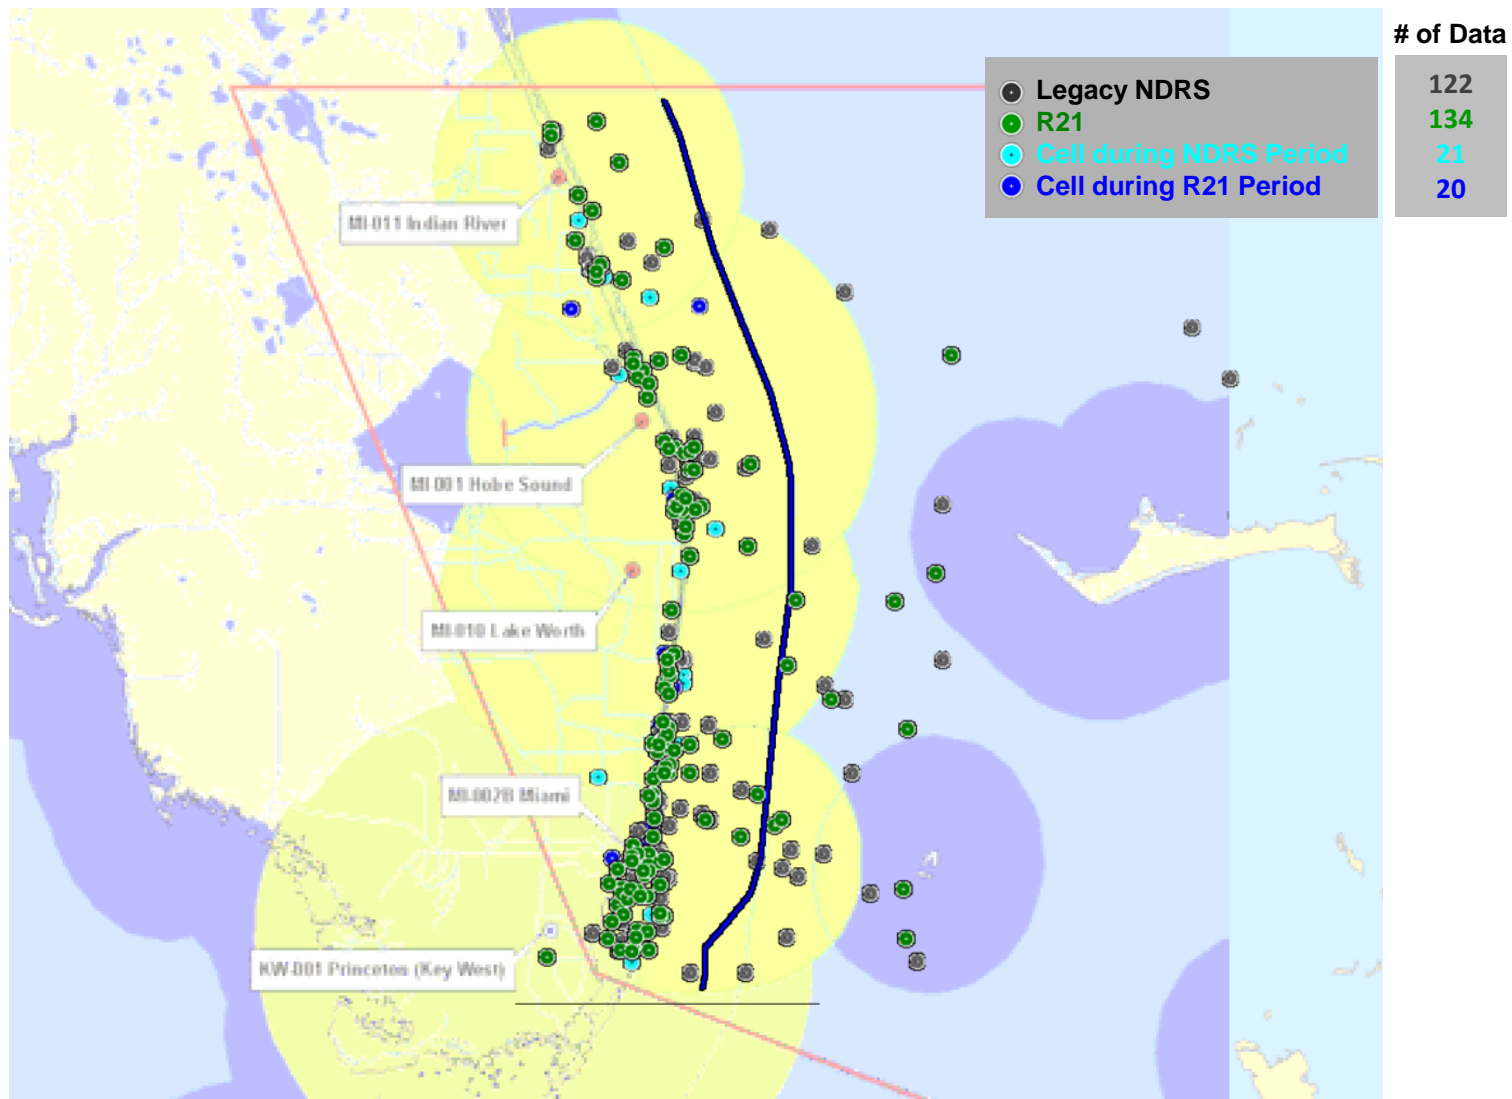 # of Data
Legacy NDRS 122
R21 134
Cell during NDRS Period 21
Cell during R21 Period 20
MI-011 Indian River
MI-001 Hobe Sound
MI-010 Lake Worth
MI-002B Miami
KW-001 Princeton (Key West)